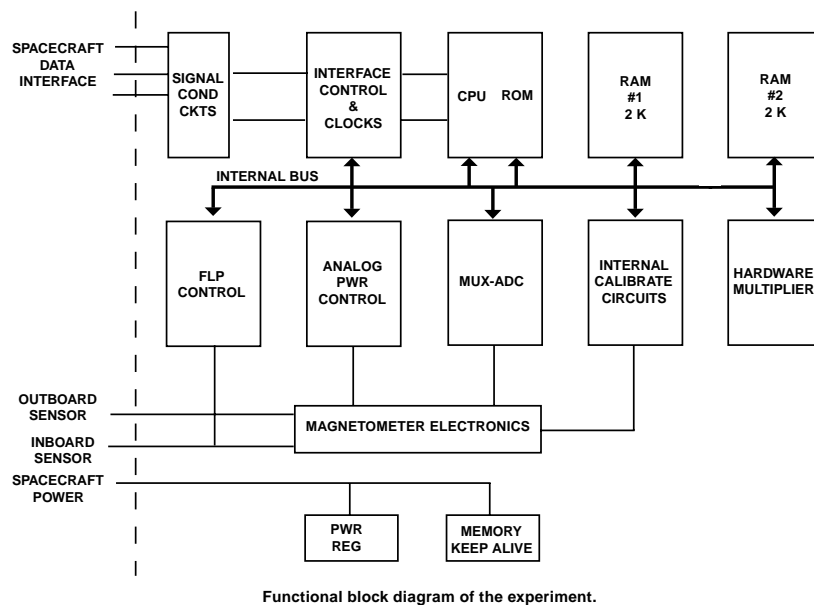 SPACECRAFT
DATA
INTERFACE
SIGNAL
COND
CKTS
INTERFACE
CONTROL
&
CLOCKS
CPU ROM
RAM
#1
2 K
RAM
#2
2 K
INTERNAL BUS
FLP
CONTROL
ANALOG
PWR
CONTROL
MUX-ADC
INTERNAL
CALIBRATE
CIRCUITS
HARDWARE
MULTIPLIER
OUTBOARD
SENSOR
MAGNETOMETER ELECTRONICS
INBOARD
SENSOR
SPACECRAFT
POWER
PWR
REG
MEMORY
KEEP ALIVE
Functional block diagram of the experiment.